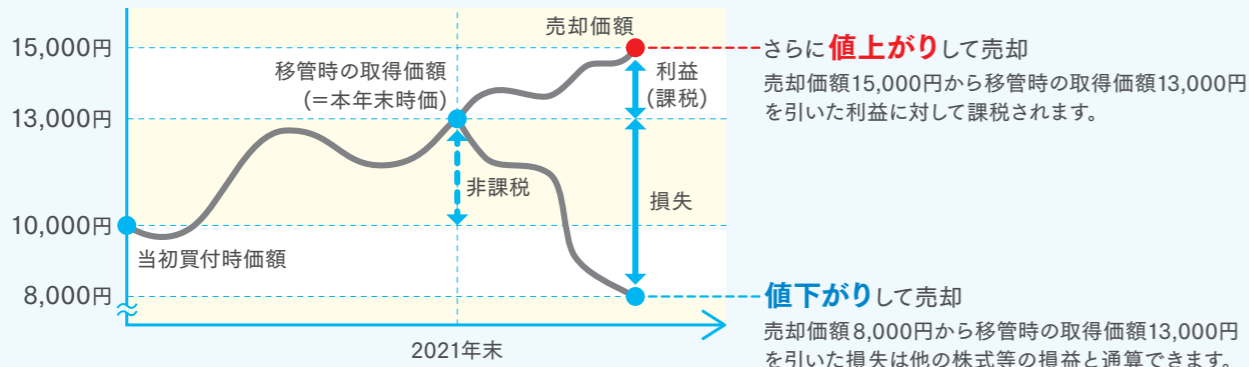 15,000円
13,000円
10,000円
8,000円
売却価額
移管時の取得価額
(=本年末時価)
利益
(課税)
非課税
損失
当初買付時価額
2021年末
さらに値上がりして売却
売却価額15,000円から移管時の取得価額13,000円
を引いた利益に対して課税されます。
値下がりして売却
売却価額8,000円から移管時の取得価額13,000円
を引いた損失は他の株式等の損益と通算できます。